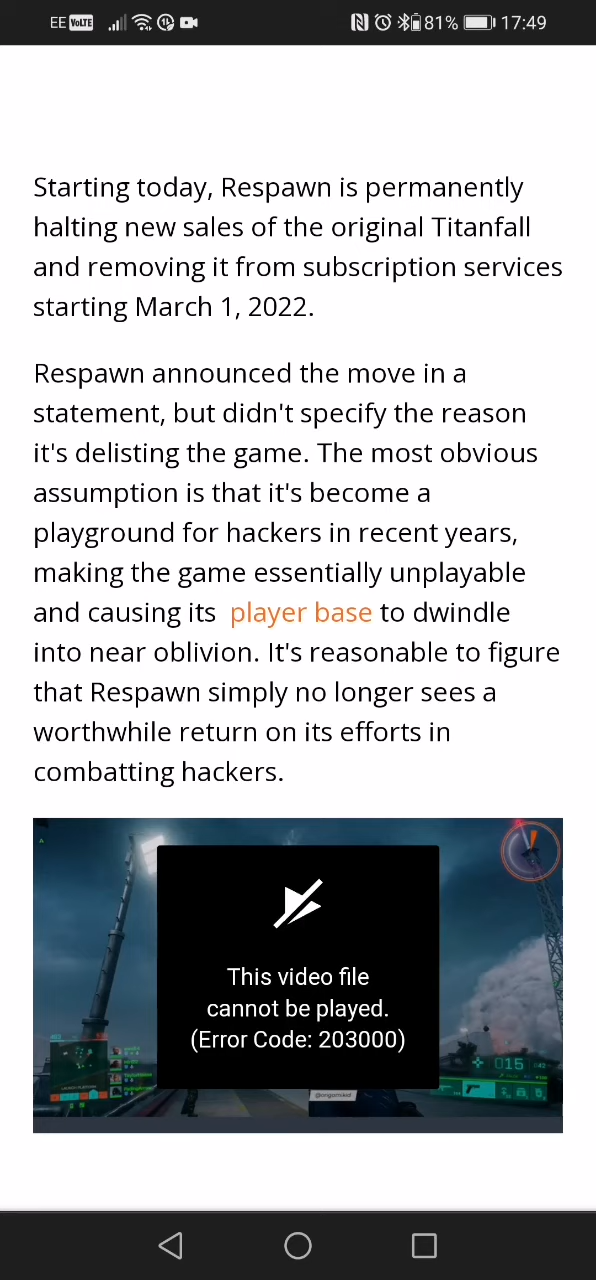 EE VoLTE 81% 17:49
Starting today, Respawn is permanently
halting new sales of the original Titanfall
and removing it from subscription services
starting March 1, 2022.
Respawn announced the move in a
statement, but didn't specify the reason
it's delisting the game. The most obvious
assumption is that it's become a
playground for hackers in recent years,
making the game essentially unplayable
and causing its player base to dwindle
into near oblivion. It's reasonable to figure
that Respawn simply no longer sees a
worthwhile return on its efforts in
combatting hackers.
A
This video file
cannot be played.
(Error Code: 203000)
015
@origamikid